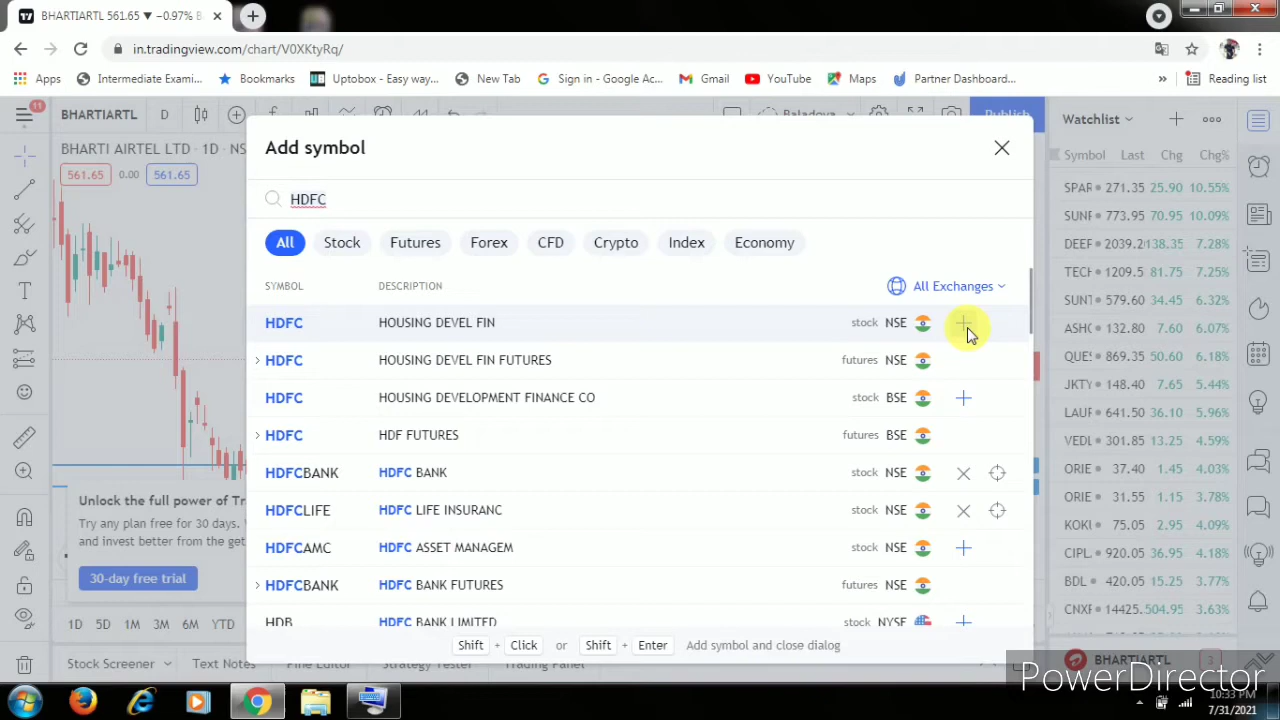 BHARTIARTL 561.65 ▼ −0.97%
in.tradingview.com/chart/V0XKtyRq/
Apps Intermediate Exami... Bookmarks Uptobox - Easy way... New Tab Sign in - Google Ac... Gmail YouTube Maps Partner Dashboard... » Reading list
11
BHARTIARTL D Publish
Watchlist
BHARTI AIRTEL LTD · 1D · NS
561.65 0.00 561.65
Add symbol
HDFC
All Stock Futures Forex CFD Crypto Index Economy
SYMBOL DESCRIPTION All Exchanges
HDFC HOUSING DEVEL FIN stock NSE
HDFC HOUSING DEVEL FIN FUTURES futures NSE
HDFC HOUSING DEVELOPMENT FINANCE CO stock BSE
HDFC HDF FUTURES futures BSE
HDFCBANK HDFC BANK stock NSE
HDFCLIFE HDFC LIFE INSURANC stock NSE
HDFCAMC HDFC ASSET MANAGEM stock NSE
HDFCBANK HDFC BANK FUTURES futures NSE
HDB HDFC BANK LIMITED stock NYSE
Shift + Click or Shift + Enter Add symbol and close dialog
Symbol Last Chg Chg%
SPAR 271.35 25.90 10.55%
SUNF 773.95 70.95 10.09%
DEEP 2039.2 138.35 7.28%
TECH 1209.5 81.75 7.25%
SUNT 579.60 34.45 6.32%
ASHO 132.80 7.60 6.07%
QUES 869.35 50.60 6.18%
JKTY 148.40 7.65 5.44%
LAUR 641.50 36.10 5.96%
VEDL 301.85 13.25 4.59%
ORIE 37.40 1.45 4.03%
ORIE 31.55 1.15 3.78%
KOKI 75.05 2.95 4.09%
CIPL 920.05 36.95 4.18%
BDL 420.05 15.25 3.77%
CNXF 14425. 504.95 3.63%
BHARTIARTL 3
Unlock the full power of Tr
Try any plan free for 30 days.
and invest better from the get
30-day free trial
1D 5D 1M 3M 6M YTD
Stock Screener Text Notes Pine Editor Strategy Tester Trading Panel
PowerDirector
10:33 PM
7/31/2021